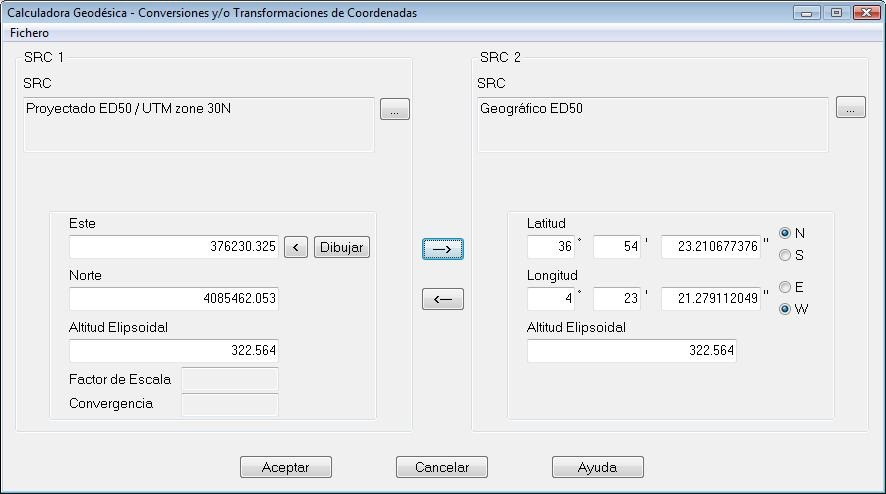 Calculadora Geodésica - Conversiones y/o Transformaciones de Coordenadas
Fichero
SRC 1
SRC
Proyectado ED50 / UTM zone 30N
...
Este
376230.325
<
Dibujar
Norte
4085462.053
Altitud Elipsoidal
322.564
Factor de Escala
Convergencia
-->
<--
SRC 2
SRC
Geográfico ED50
...
Latitud
36 ° 54 ' 23.210677376 " N
S
Longitud
4 ° 23 ' 21.279112049 " E
W
Altitud Elipsoidal
322.564
Aceptar
Cancelar
Ayuda